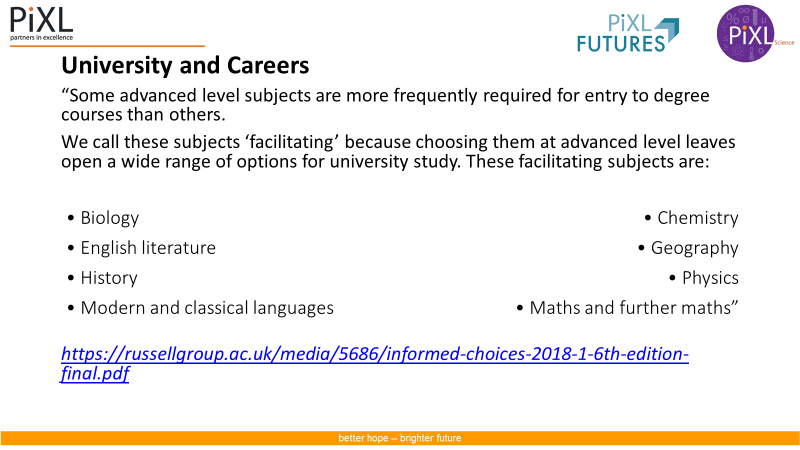 PiXL
partners in excellence
PiXL
FUTURES
PiXL
Science
University and Careers
“Some advanced level subjects are more frequently required for entry to degree
courses than others.
We call these subjects ‘facilitating’ because choosing them at advanced level leaves
open a wide range of options for university study. These facilitating subjects are:
• Biology
• English literature
• History
• Modern and classical languages
• Chemistry
• Geography
• Physics
• Maths and further maths”
https://russellgroup.ac.uk/media/5686/informed-choices-2018-1-6th-edition-
final.pdf
better hope – brighter future